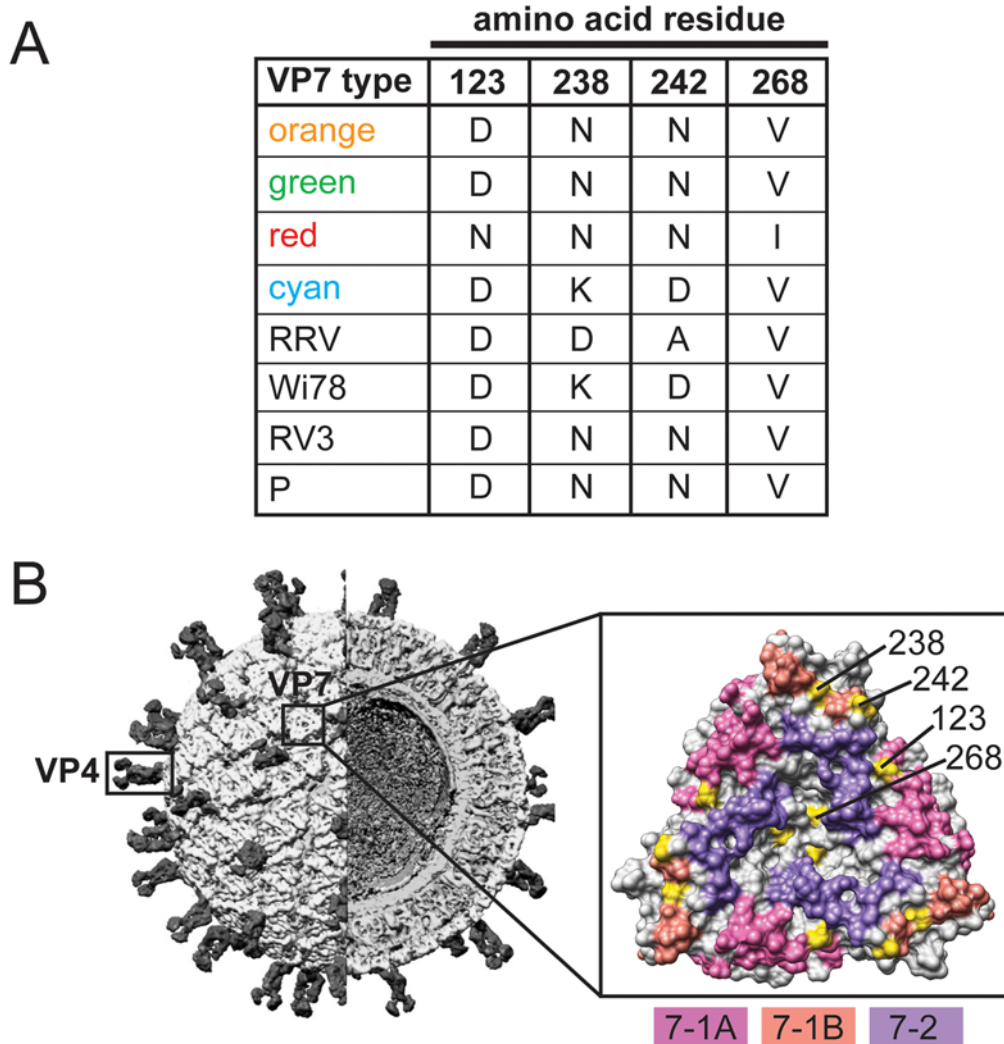 A
amino acid residue
VP7 type 123 238 242 268
orange D N N V
green D N N V
red N N N I
cyan D K D V
RRV D D A V
Wi78 D K D V
RV3 D N N V
P D N N V
B
VP7
VP4
238
242
123
268
7-1A 7-1B 7-2